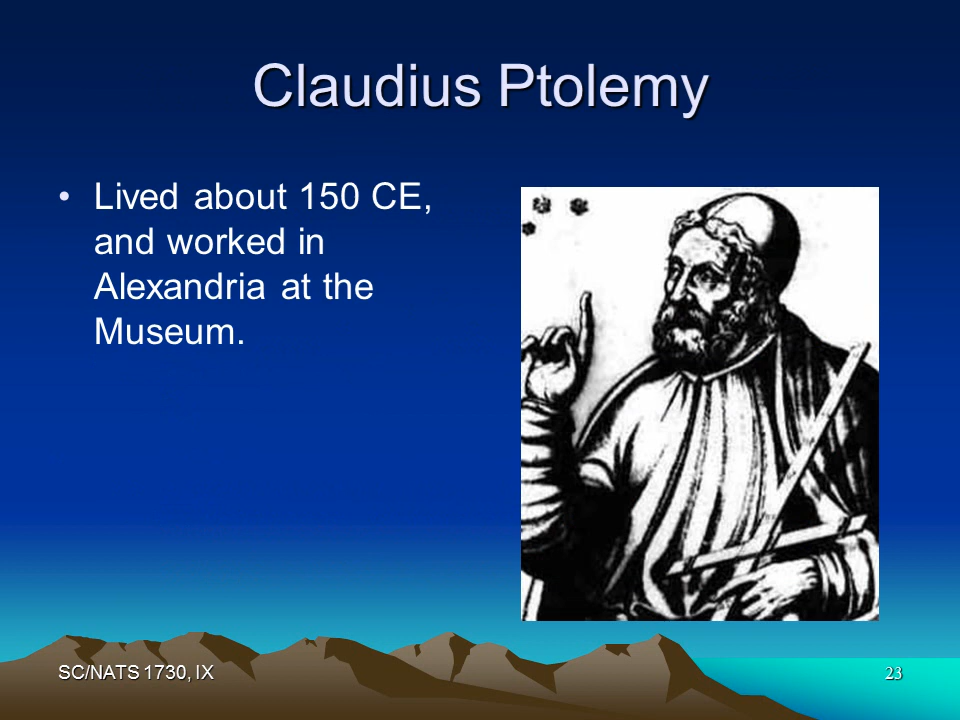 Claudius Ptolemy
• Lived about 150 CE,
and worked in
Alexandria at the
Museum.
SC/NATS 1730, IX
23